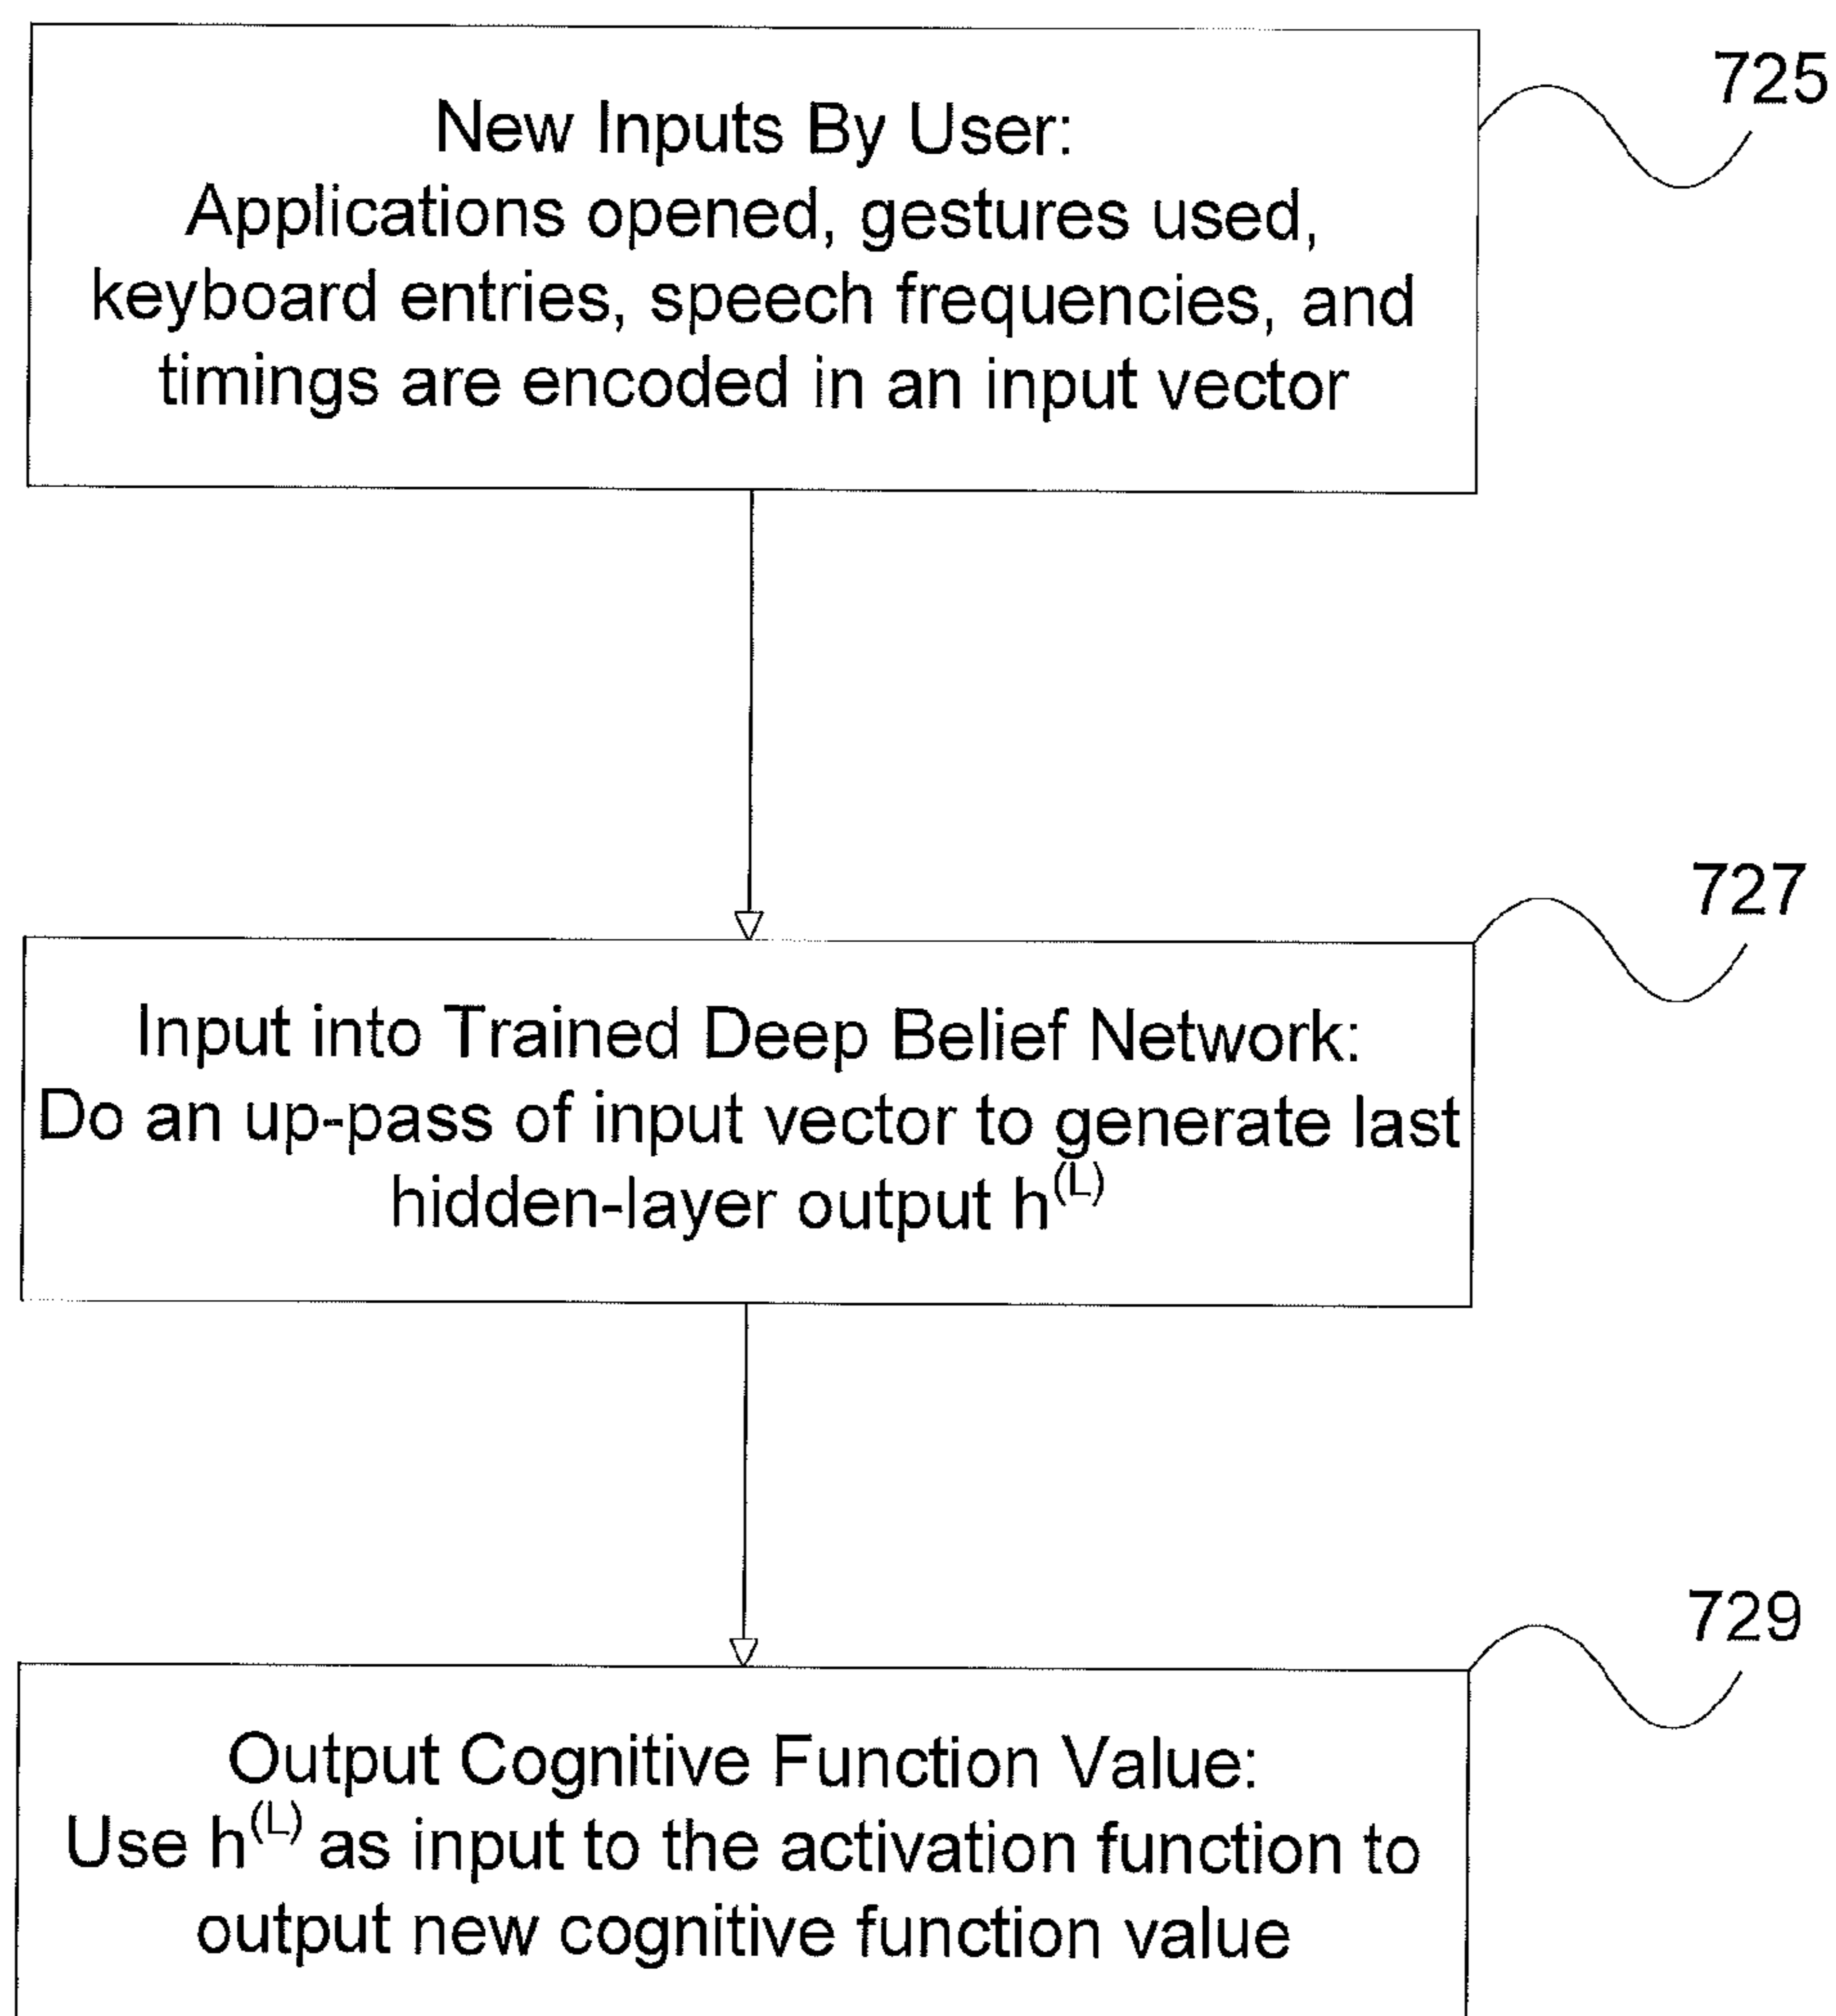 725
New Inputs By User:
Applications opened, gestures used,
keyboard entries, speech frequencies, and
timings are encoded in an input vector
727
Input into Trained Deep Belief Network:
Do an up-pass of input vector to generate last
hidden-layer output h^(L)
729
Output Cognitive Function Value:
Use h^(L) as input to the activation function to
output new cognitive function value